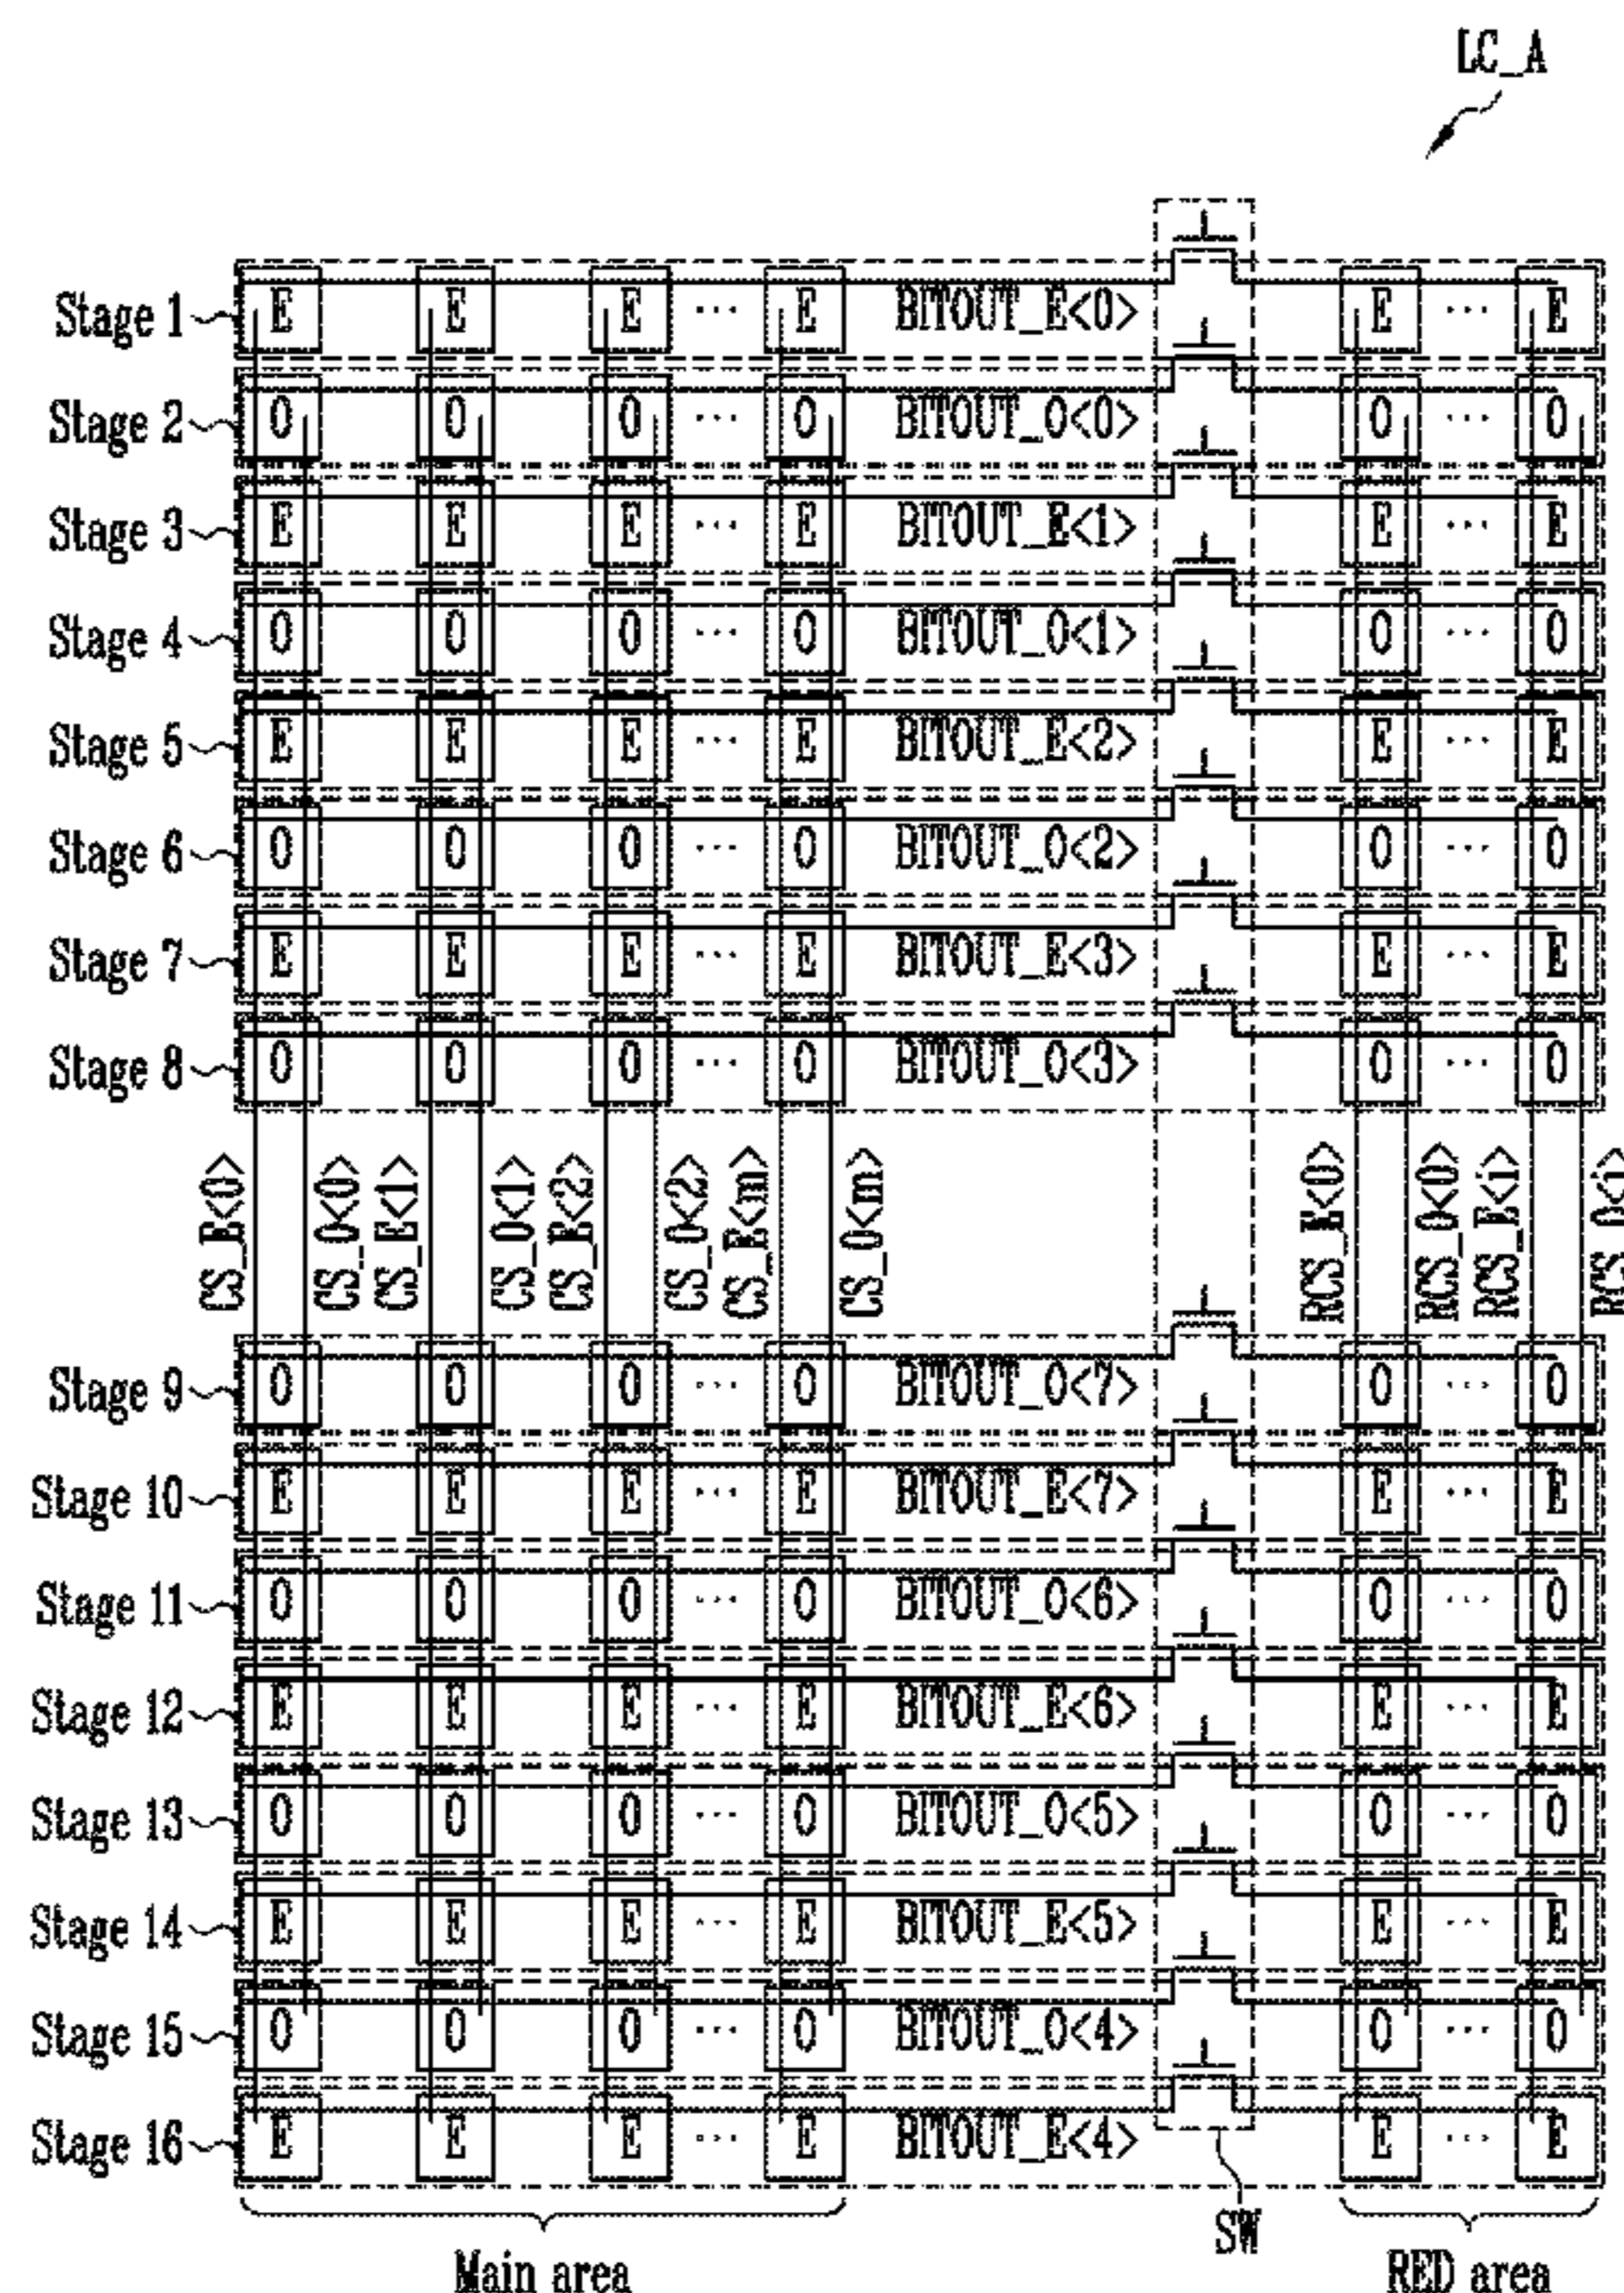 LC_A
Stage 1 E E E ... E BITOUT_E<0> E ... E
Stage 2 O O O ... O BITOUT_O<0> O ... O
Stage 3 E E E ... E BITOUT_E<1> E ... E
Stage 4 O O O ... O BITOUT_O<1> O ... O
Stage 5 E E E ... E BITOUT_E<2> E ... E
Stage 6 O O O ... O BITOUT_O<2> O ... O
Stage 7 E E E ... E BITOUT_E<3> E ... E
Stage 8 O O O ... O BITOUT_O<3> O ... O
CS_E<0> CS_O<0> CS_E<1> CS_O<1> CS_E<2> CS_O<2> CS_E<m> CS_O<m> RCS_E<0> RCS_O<0> RCS_E<i> RCS_O<i>
Stage 9 O O O ... O BITOUT_O<7> O ... O
Stage 10 E E E ... E BITOUT_E<7> E ... E
Stage 11 O O O ... O BITOUT_O<6> O ... O
Stage 12 E E E ... E BITOUT_E<6> E ... E
Stage 13 O O O ... O BITOUT_O<5> O ... O
Stage 14 E E E ... E BITOUT_E<5> E ... E
Stage 15 O O O ... O BITOUT_O<4> O ... O
Stage 16 E E E ... E BITOUT_E<4> E ... E
Main area SW RED area